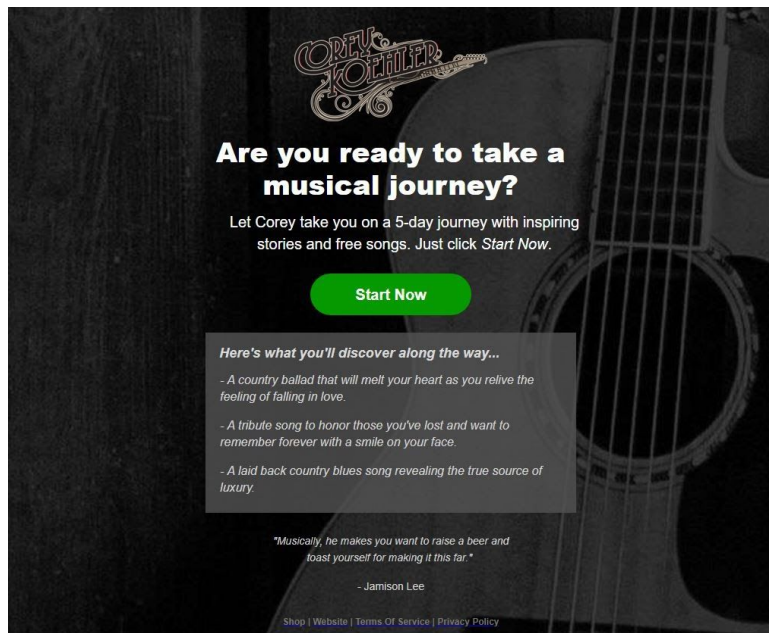 COREY
KOEHLER
Are you ready to take a
musical journey?
Let Corey take you on a 5-day journey with inspiring
stories and free songs. Just click Start Now.
Start Now
Here's what you'll discover along the way...
- A country ballad that will melt your heart as you relive the
feeling of falling in love.
- A tribute song to honor those you've lost and want to
remember forever with a smile on your face.
- A laid back country blues song revealing the true source of
luxury.
"Musically, he makes you want to raise a beer and
toast yourself for making it this far."
- Jamison Lee
Shop | Website | Terms Of Service | Privacy Policy